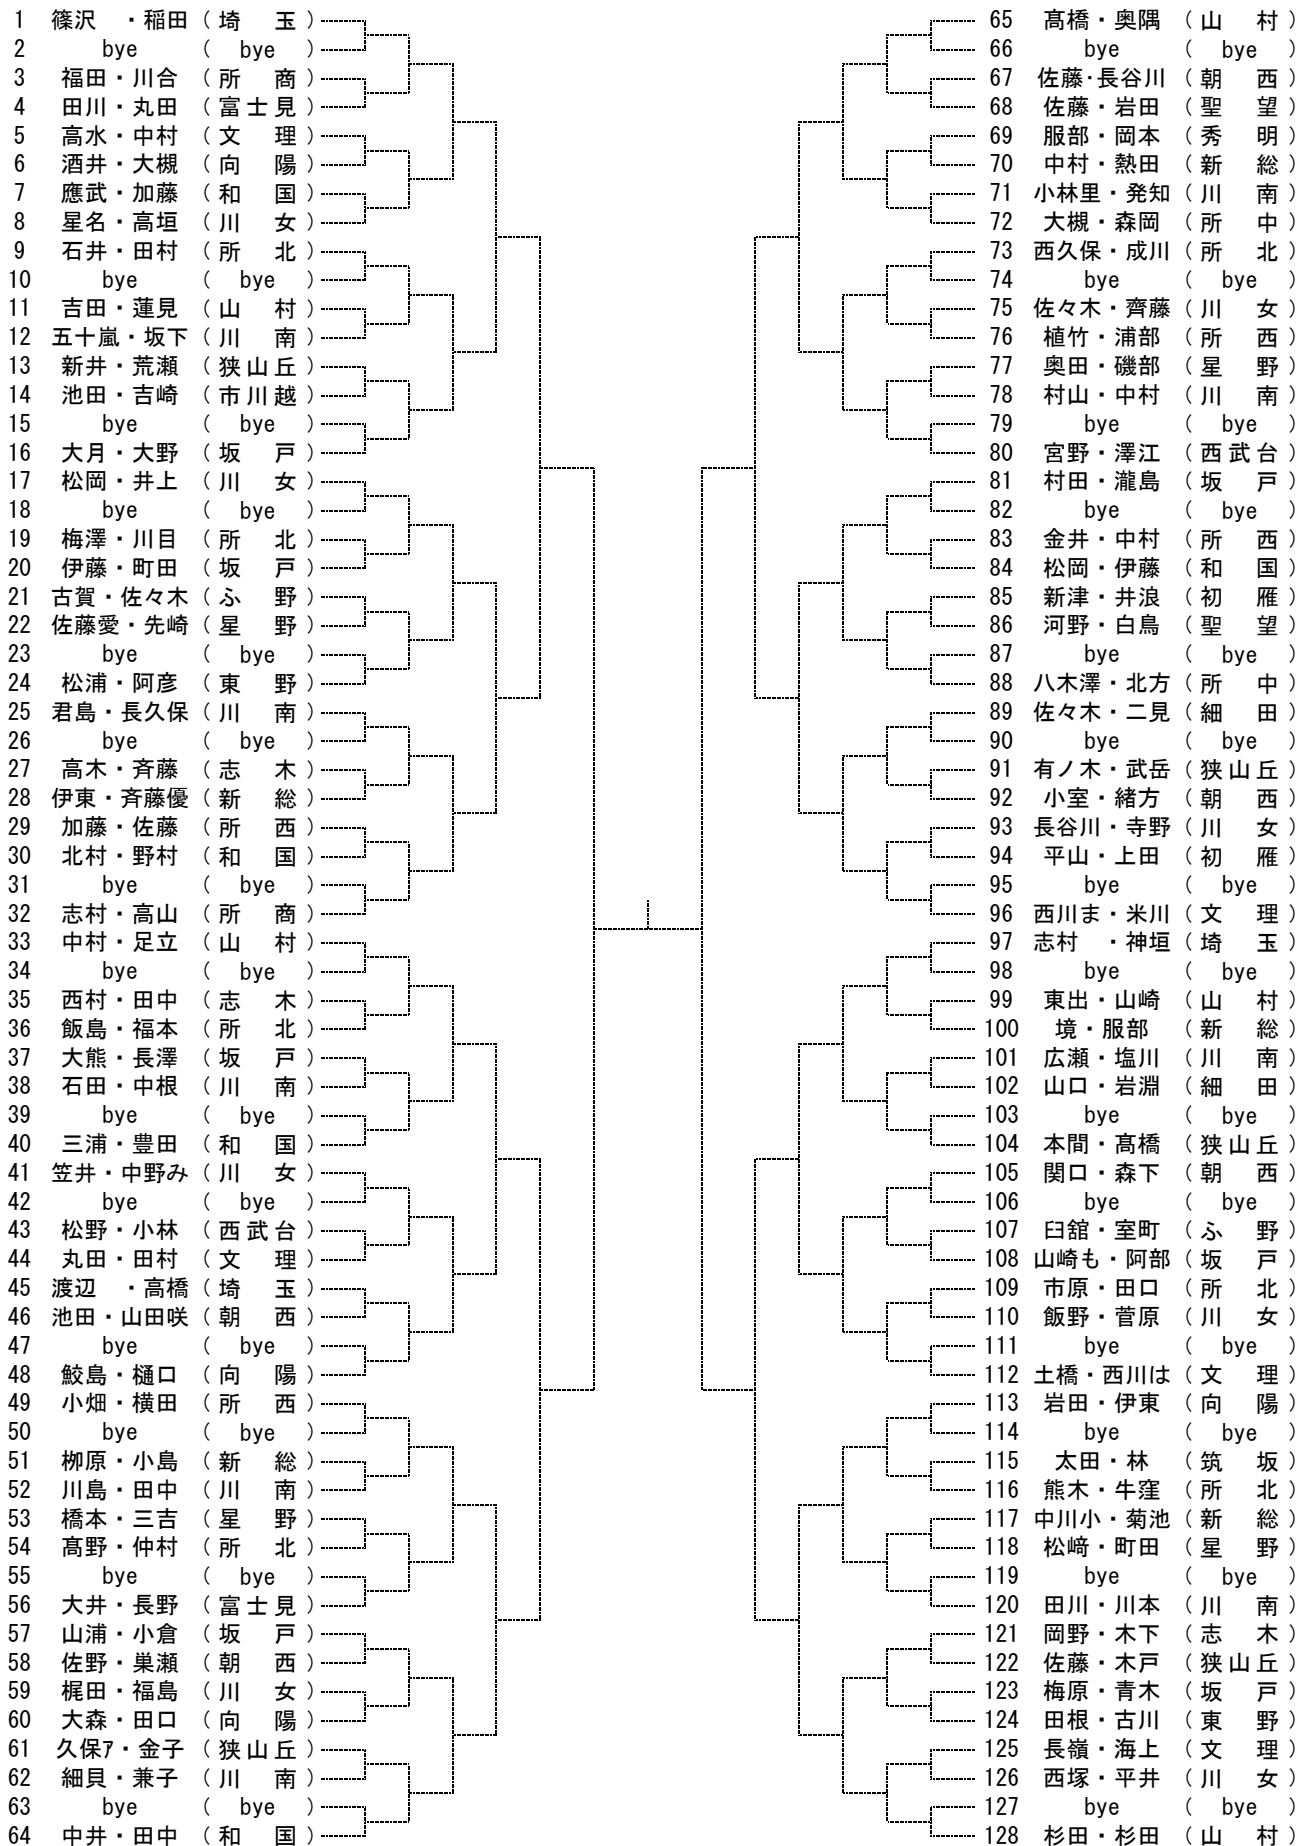 1 篠沢　・稲田 ( 埼　玉 )
2 bye ( bye )
3 福田・川合 ( 所　商 )
4 田川・丸田 ( 富士見 )
5 高水・中村 ( 文　理 )
6 酒井・大槻 ( 向　陽 )
7 應武・加藤 ( 和　国 )
8 星名・高垣 ( 川　女 )
9 石井・田村 ( 所　北 )
10 bye ( bye )
11 吉田・蓮見 ( 山　村 )
12 五十嵐・坂下 ( 川　南 )
13 新井・荒瀬 ( 狭山丘 )
14 池田・吉崎 ( 市川越 )
15 bye ( bye )
16 大月・大野 ( 坂　戸 )
17 松岡・井上 ( 川　女 )
18 bye ( bye )
19 梅澤・川目 ( 所　北 )
20 伊藤・町田 ( 坂　戸 )
21 古賀・佐々木 ( ふ　野 )
22 佐藤愛・先崎 ( 星　野 )
23 bye ( bye )
24 松浦・阿彦 ( 東　野 )
25 君島・長久保 ( 川　南 )
26 bye ( bye )
27 高木・斉藤 ( 志　木 )
28 伊東・斉藤優 ( 新　総 )
29 加藤・佐藤 ( 所　西 )
30 北村・野村 ( 和　国 )
31 bye ( bye )
32 志村・高山 ( 所　商 )
33 中村・足立 ( 山　村 )
34 bye ( bye )
35 西村・田中 ( 志　木 )
36 飯島・福本 ( 所　北 )
37 大熊・長澤 ( 坂　戸 )
38 石田・中根 ( 川　南 )
39 bye ( bye )
40 三浦・豊田 ( 和　国 )
41 笠井・中野み ( 川　女 )
42 bye ( bye )
43 松野・小林 ( 西武台 )
44 丸田・田村 ( 文　理 )
45 渡辺　・高橋 ( 埼　玉 )
46 池田・山田咲 ( 朝　西 )
47 bye ( bye )
48 鮫島・樋口 ( 向　陽 )
49 小畑・横田 ( 所　西 )
50 bye ( bye )
51 栁原・小島 ( 新　総 )
52 川島・田中 ( 川　南 )
53 橋本・三吉 ( 星　野 )
54 髙野・仲村 ( 所　北 )
55 bye ( bye )
56 大井・長野 ( 富士見 )
57 山浦・小倉 ( 坂　戸 )
58 佐野・巣瀬 ( 朝　西 )
59 梶田・福島 ( 川　女 )
60 大森・田口 ( 向　陽 )
61 久保ｱ・金子 ( 狭山丘 )
62 細貝・兼子 ( 川　南 )
63 bye ( bye )
64 中井・田中 ( 和　国 )
65 髙橋・奥隅 ( 山　村 )
66 bye ( bye )
67 佐藤・長谷川 ( 朝　西 )
68 佐藤・岩田 ( 聖　望 )
69 服部・岡本 ( 秀　明 )
70 中村・熱田 ( 新　総 )
71 小林里・発知 ( 川　南 )
72 大槻・森岡 ( 所　中 )
73 西久保・成川 ( 所　北 )
74 bye ( bye )
75 佐々木・齊藤 ( 川　女 )
76 植竹・浦部 ( 所　西 )
77 奥田・磯部 ( 星　野 )
78 村山・中村 ( 川　南 )
79 bye ( bye )
80 宮野・澤江 ( 西武台 )
81 村田・瀧島 ( 坂　戸 )
82 bye ( bye )
83 金井・中村 ( 所　西 )
84 松岡・伊藤 ( 和　国 )
85 新津・井浪 ( 初　雁 )
86 河野・白鳥 ( 聖　望 )
87 bye ( bye )
88 八木澤・北方 ( 所　中 )
89 佐々木・二見 ( 細　田 )
90 bye ( bye )
91 有ノ木・武岳 ( 狭山丘 )
92 小室・緒方 ( 朝　西 )
93 長谷川・寺野 ( 川　女 )
94 平山・上田 ( 初　雁 )
95 bye ( bye )
96 西川ま・米川 ( 文　理 )
97 志村　・神垣 ( 埼　玉 )
98 bye ( bye )
99 東出・山崎 ( 山　村 )
100 境・服部 ( 新　総 )
101 広瀬・塩川 ( 川　南 )
102 山口・岩淵 ( 細　田 )
103 bye ( bye )
104 本間・髙橋 ( 狭山丘 )
105 関口・森下 ( 朝　西 )
106 bye ( bye )
107 臼舘・室町 ( ふ　野 )
108 山崎も・阿部 ( 坂　戸 )
109 市原・田口 ( 所　北 )
110 飯野・菅原 ( 川　女 )
111 bye ( bye )
112 土橋・西川は ( 文　理 )
113 岩田・伊東 ( 向　陽 )
114 bye ( bye )
115 太田・林 ( 筑　坂 )
116 熊木・牛窪 ( 所　北 )
117 中川小・菊池 ( 新　総 )
118 松﨑・町田 ( 星　野 )
119 bye ( bye )
120 田川・川本 ( 川　南 )
121 岡野・木下 ( 志　木 )
122 佐藤・木戸 ( 狭山丘 )
123 梅原・青木 ( 坂　戸 )
124 田根・古川 ( 東　野 )
125 長嶺・海上 ( 文　理 )
126 西塚・平井 ( 川　女 )
127 bye ( bye )
128 杉田・杉田 ( 山　村 )